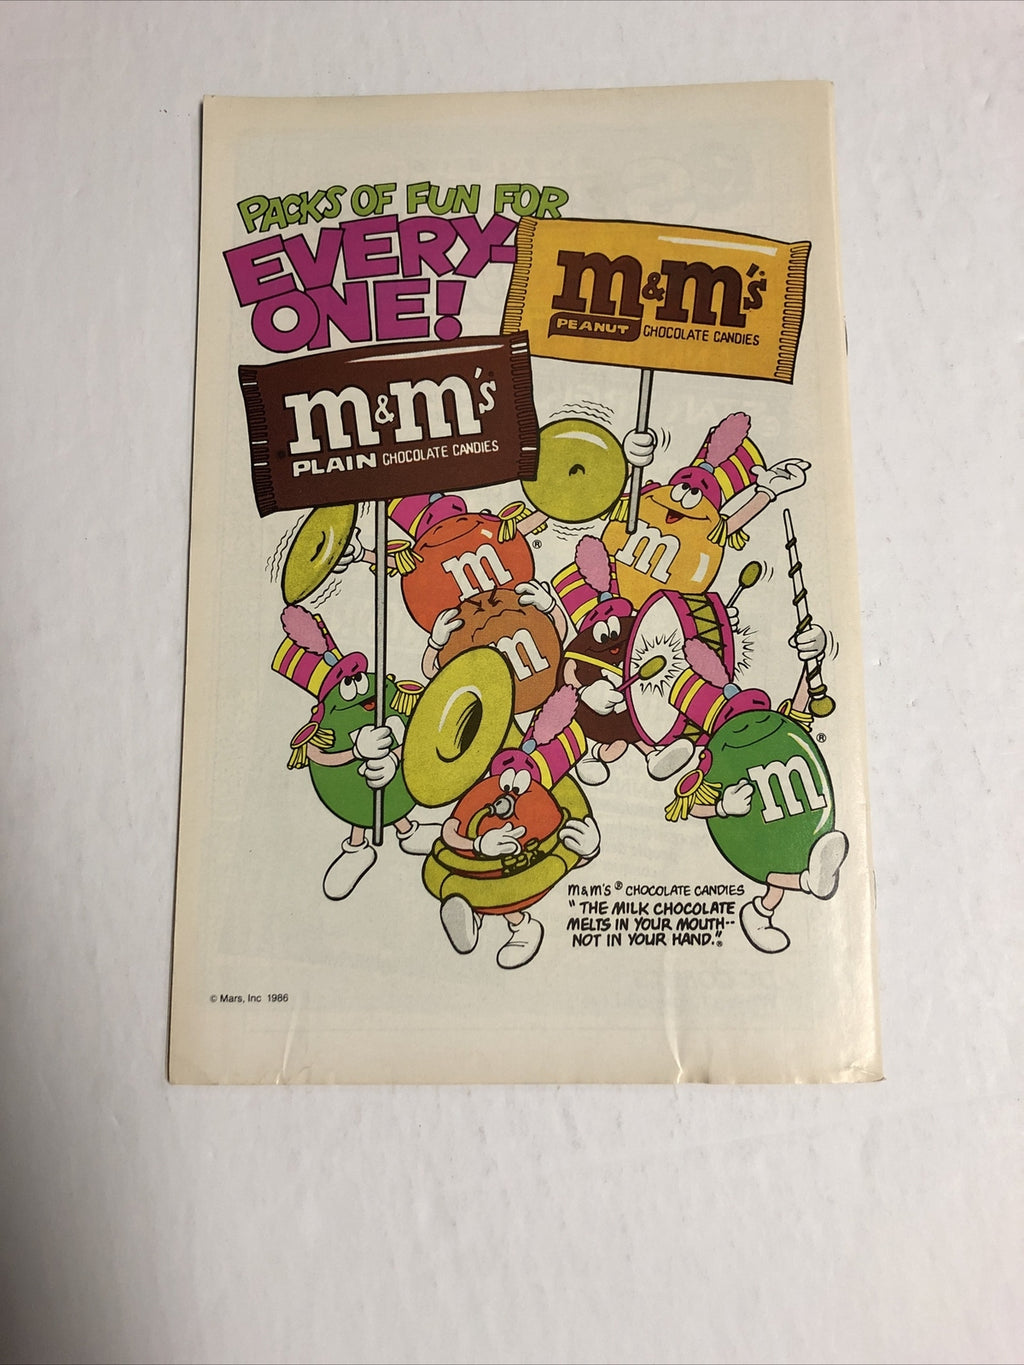 PACKS OF FUN FOR
EVERY-
ONE!
m&m's
PEANUT CHOCOLATE CANDIES
m&m's®
PLAIN CHOCOLATE CANDIES
m
m
®
m
m
®
m&m's® CHOCOLATE CANDIES
"THE MILK CHOCOLATE
MELTS IN YOUR MOUTH--
NOT IN YOUR HAND."®
© Mars, Inc 1986